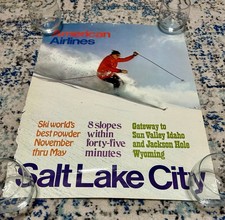 American
Airlines
Ski world's
best powder
November
thru May
8 slopes
within
forty-five
minutes
Gateway to
Sun Valley Idaho
and Jackson Hole
Wyoming
Salt Lake City